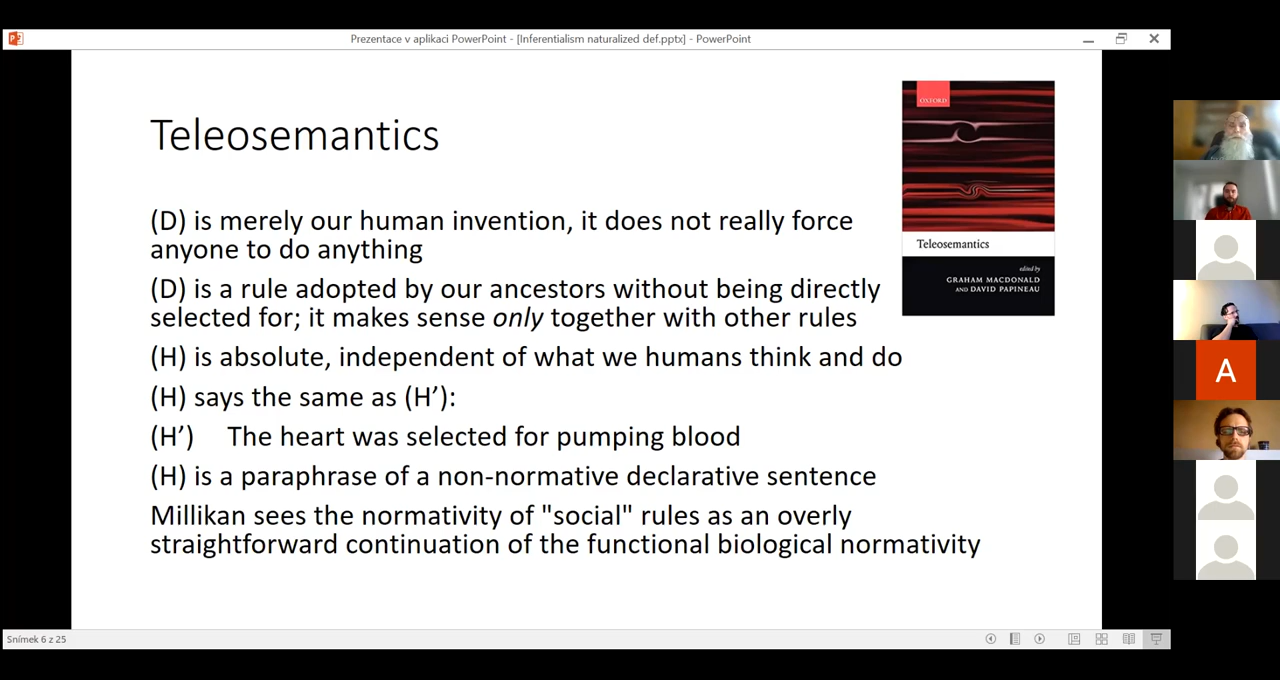 Prezentace v aplikaci PowerPoint - [Inferentialism naturalized def.pptx] - PowerPoint
Teleosemantics
OXFORD
Teleosemantics
edited by
GRAHAM MACDONALD
AND DAVID PAPINEAU
(D) is merely our human invention, it does not really force
anyone to do anything
(D) is a rule adopted by our ancestors without being directly
selected for; it makes sense only together with other rules
(H) is absolute, independent of what we humans think and do
(H) says the same as (H’):
(H’) The heart was selected for pumping blood
(H) is a paraphrase of a non-normative declarative sentence
Millikan sees the normativity of "social" rules as an overly
straightforward continuation of the functional biological normativity
A
Snímek 6 z 25